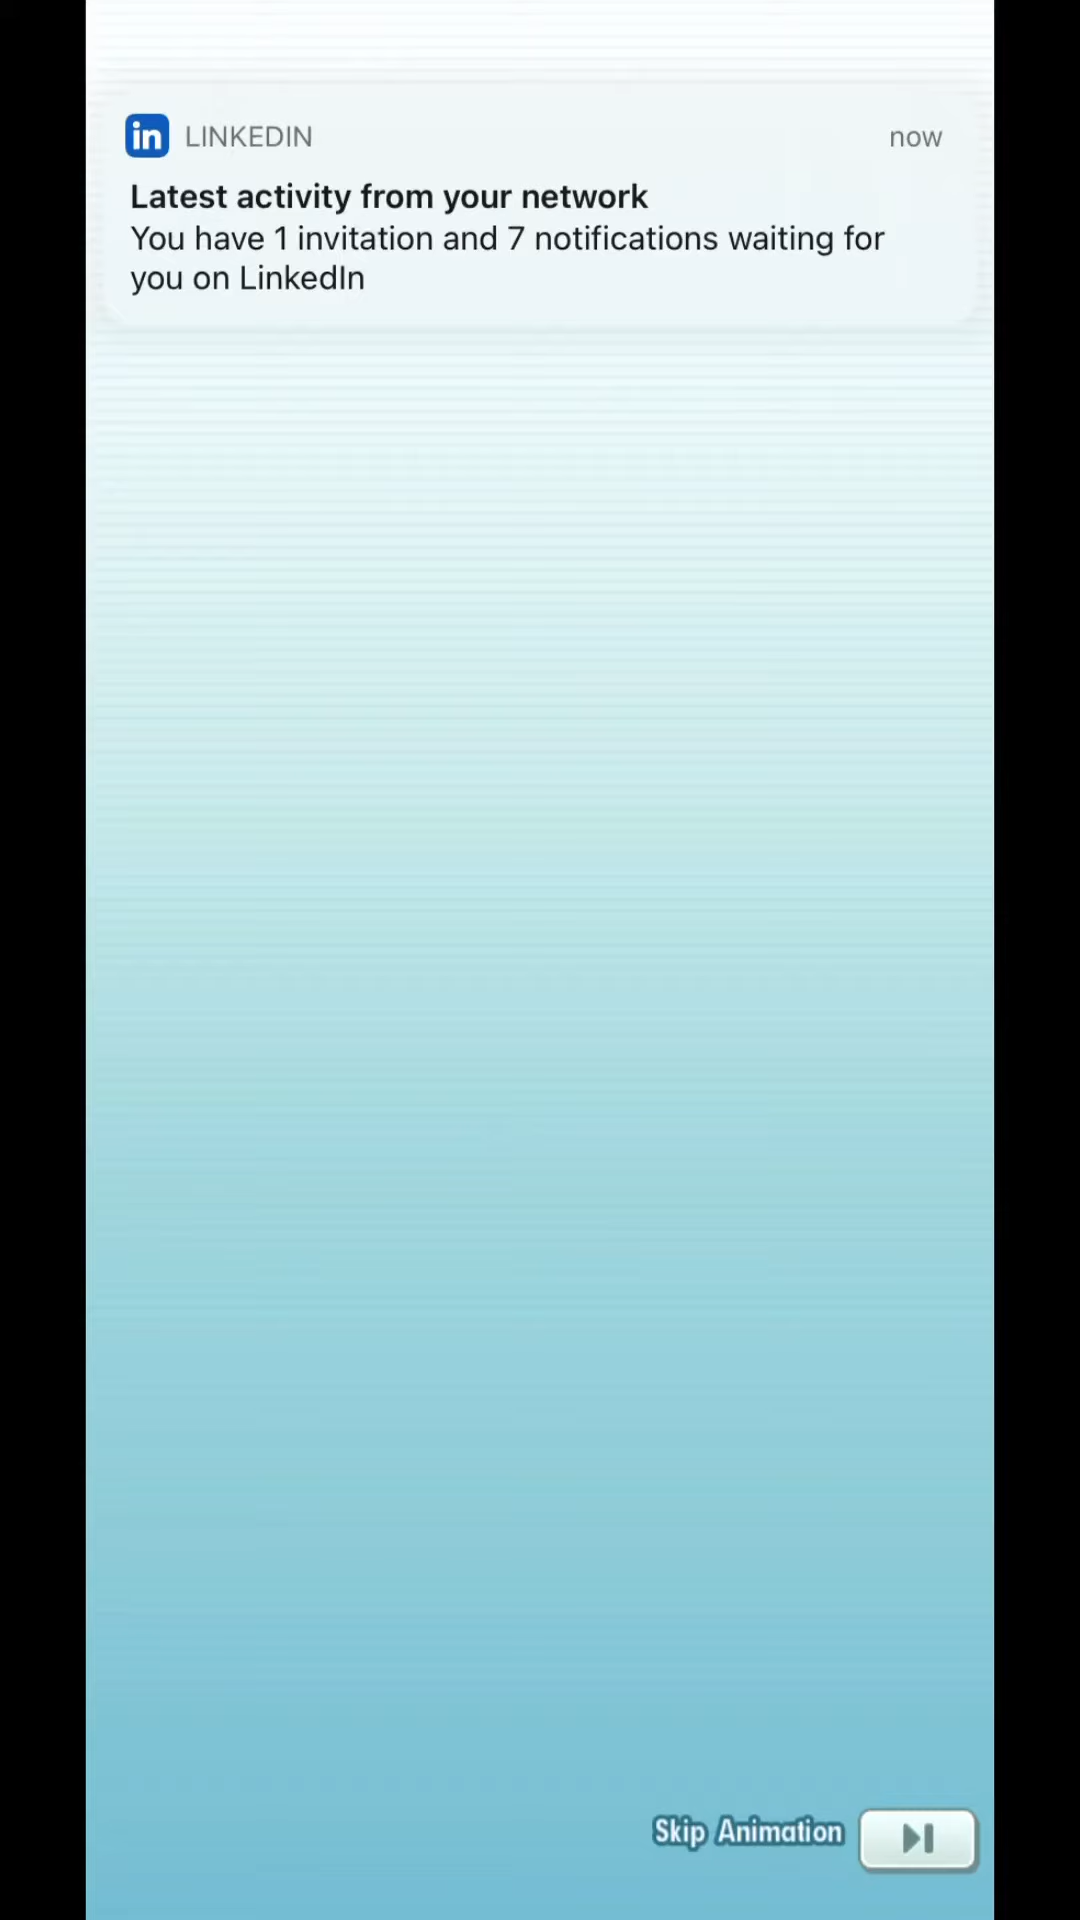 in LINKEDIN now
Latest activity from your network
You have 1 invitation and 7 notifications waiting for
you on LinkedIn
Skip Animation